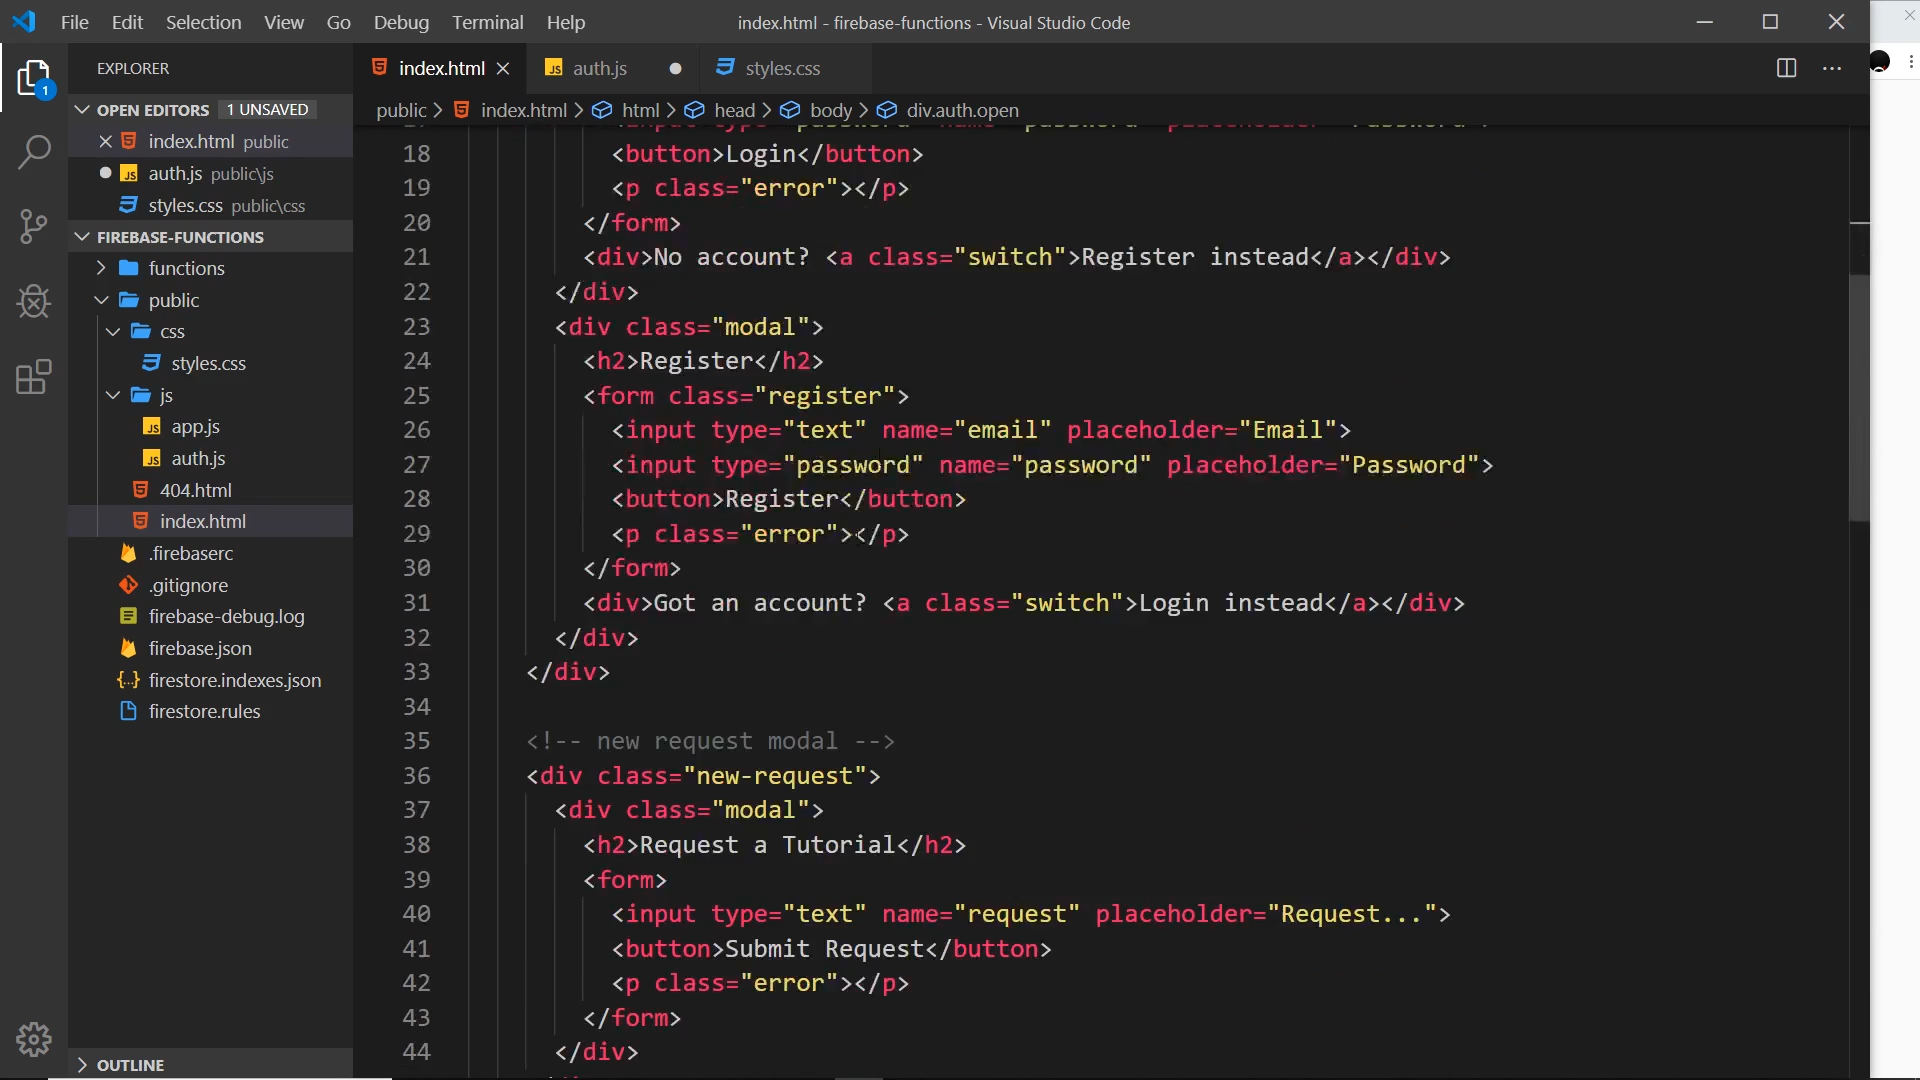 File Edit Selection View Go Debug Terminal Help
index.html - firebase-functions - Visual Studio Code
EXPLORER
index.html
auth.js
styles.css
OPEN EDITORS 1 UNSAVED
public > index.html > html > head > body > div.auth.open
index.html public
auth.js public\js
styles.css public\css
FIREBASE-FUNCTIONS
functions
public
css
styles.css
js
app.js
auth.js
404.html
index.html
.firebaserc
.gitignore
firebase-debug.log
firebase.json
firestore.indexes.json
firestore.rules
OUTLINE
1
18 <button>Login</button>
19 <p class="error"></p>
20 </form>
21 <div>No account? <a class="switch">Register instead</a></div>
22 </div>
23 <div class="modal">
24 <h2>Register</h2>
25 <form class="register">
26 <input type="text" name="email" placeholder="Email">
27 <input type="password" name="password" placeholder="Password">
28 <button>Register</button>
29 <p class="error"></p>
30 </form>
31 <div>Got an account? <a class="switch">Login instead</a></div>
32 </div>
33 </div>
34
35 <!-- new request modal -->
36 <div class="new-request">
37 <div class="modal">
38 <h2>Request a Tutorial</h2>
39 <form>
40 <input type="text" name="request" placeholder="Request...">
41 <button>Submit Request</button>
42 <p class="error"></p>
43 </form>
44 </div>